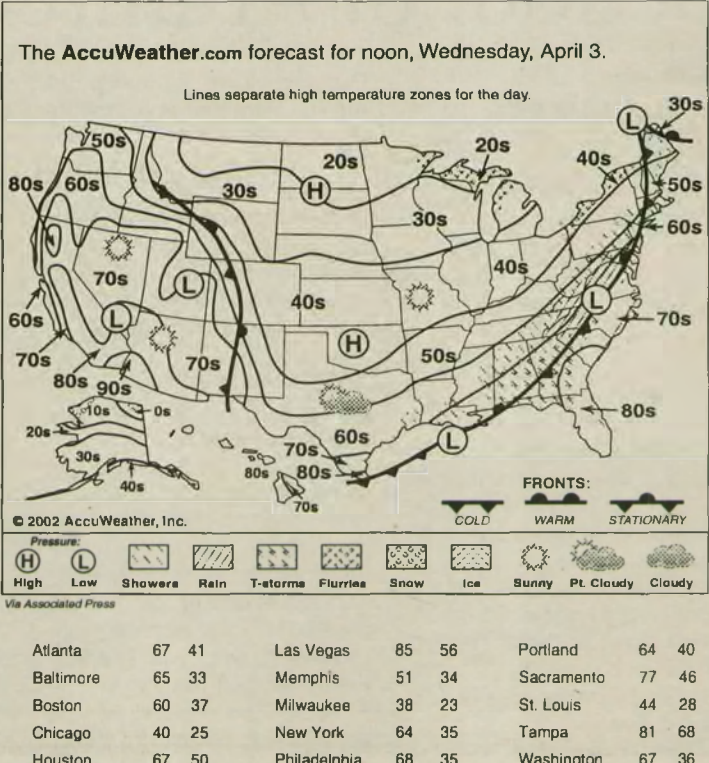 The AccuWeather.com forecast for noon, Wednesday, April 3.
Lines separate high temperature zones for the day.
L
30s
50s
20s
20s
40s
80s
60s
30s
H
50s
30s
60s
70s
40s
L
40s
L
60s
L
70s
H
50s
70s
80s
90s
70s
10s
0s
80s
20s
60s
L
30s
70s
80s
80s
40s
70s
FRONTS:
© 2002 AccuWeather, Inc.
COLD
WARM
STATIONARY
Pressure:
H
L
High
Low
Showers
Rain
T-storms
Flurries
Snow
Ice
Sunny
Pt. Cloudy
Cloudy
Via Associated Press
Atlanta 67 41 Las Vegas 85 56 Portland 64 40
Baltimore 65 33 Memphis 51 34 Sacramento 77 46
Boston 60 37 Milwaukee 38 23 St. Louis 44 28
Chicago 40 25 New York 64 35 Tampa 81 68
Houston 67 50 Philadelphia 68 35 Washington 67 36